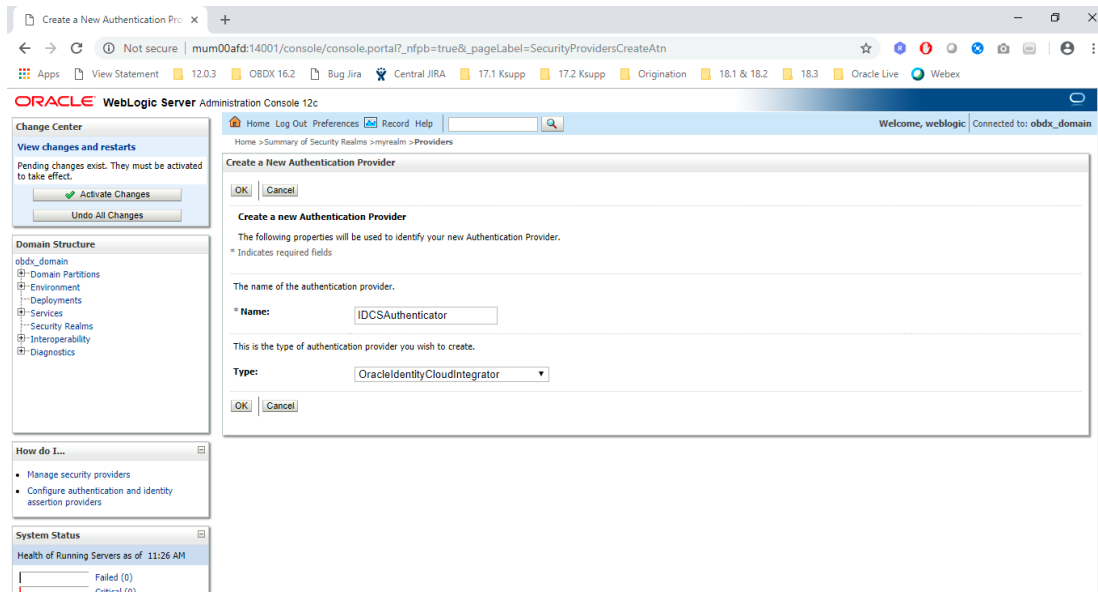 Create a New Authentication Pro
Not secure | mum00afd:14001/console/console.portal?_nfpb=true&_pageLabel=SecurityProvidersCreateAtn
Apps View Statement 12.0.3 OBDX 16.2 Bug Jira Central JIRA 17.1 Ksupp 17.2 Ksupp Origination 18.1 & 18.2 18.3 Oracle Live Webex
ORACLE WebLogic Server Administration Console 12c
Change Center
View changes and restarts
Pending changes exist. They must be activated
to take effect.
Activate Changes
Undo All Changes
Domain Structure
obdx_domain
Domain Partitions
Environment
Deployments
Services
Security Realms
Interoperability
Diagnostics
How do I...
Manage security providers
Configure authentication and identity
assertion providers
System Status
Health of Running Servers as of 11:26 AM
Failed (0)
Critical (0)
Home Log Out Preferences Record Help
Welcome, weblogic Connected to: obdx_domain
Home >Summary of Security Realms >myrealm >Providers
Create a New Authentication Provider
OK Cancel
Create a new Authentication Provider
The following properties will be used to identify your new Authentication Provider.
* Indicates required fields
The name of the authentication provider.
* Name: IDCSAuthenticator
This is the type of authentication provider you wish to create.
Type: OracleIdentityCloudIntegrator
OK Cancel